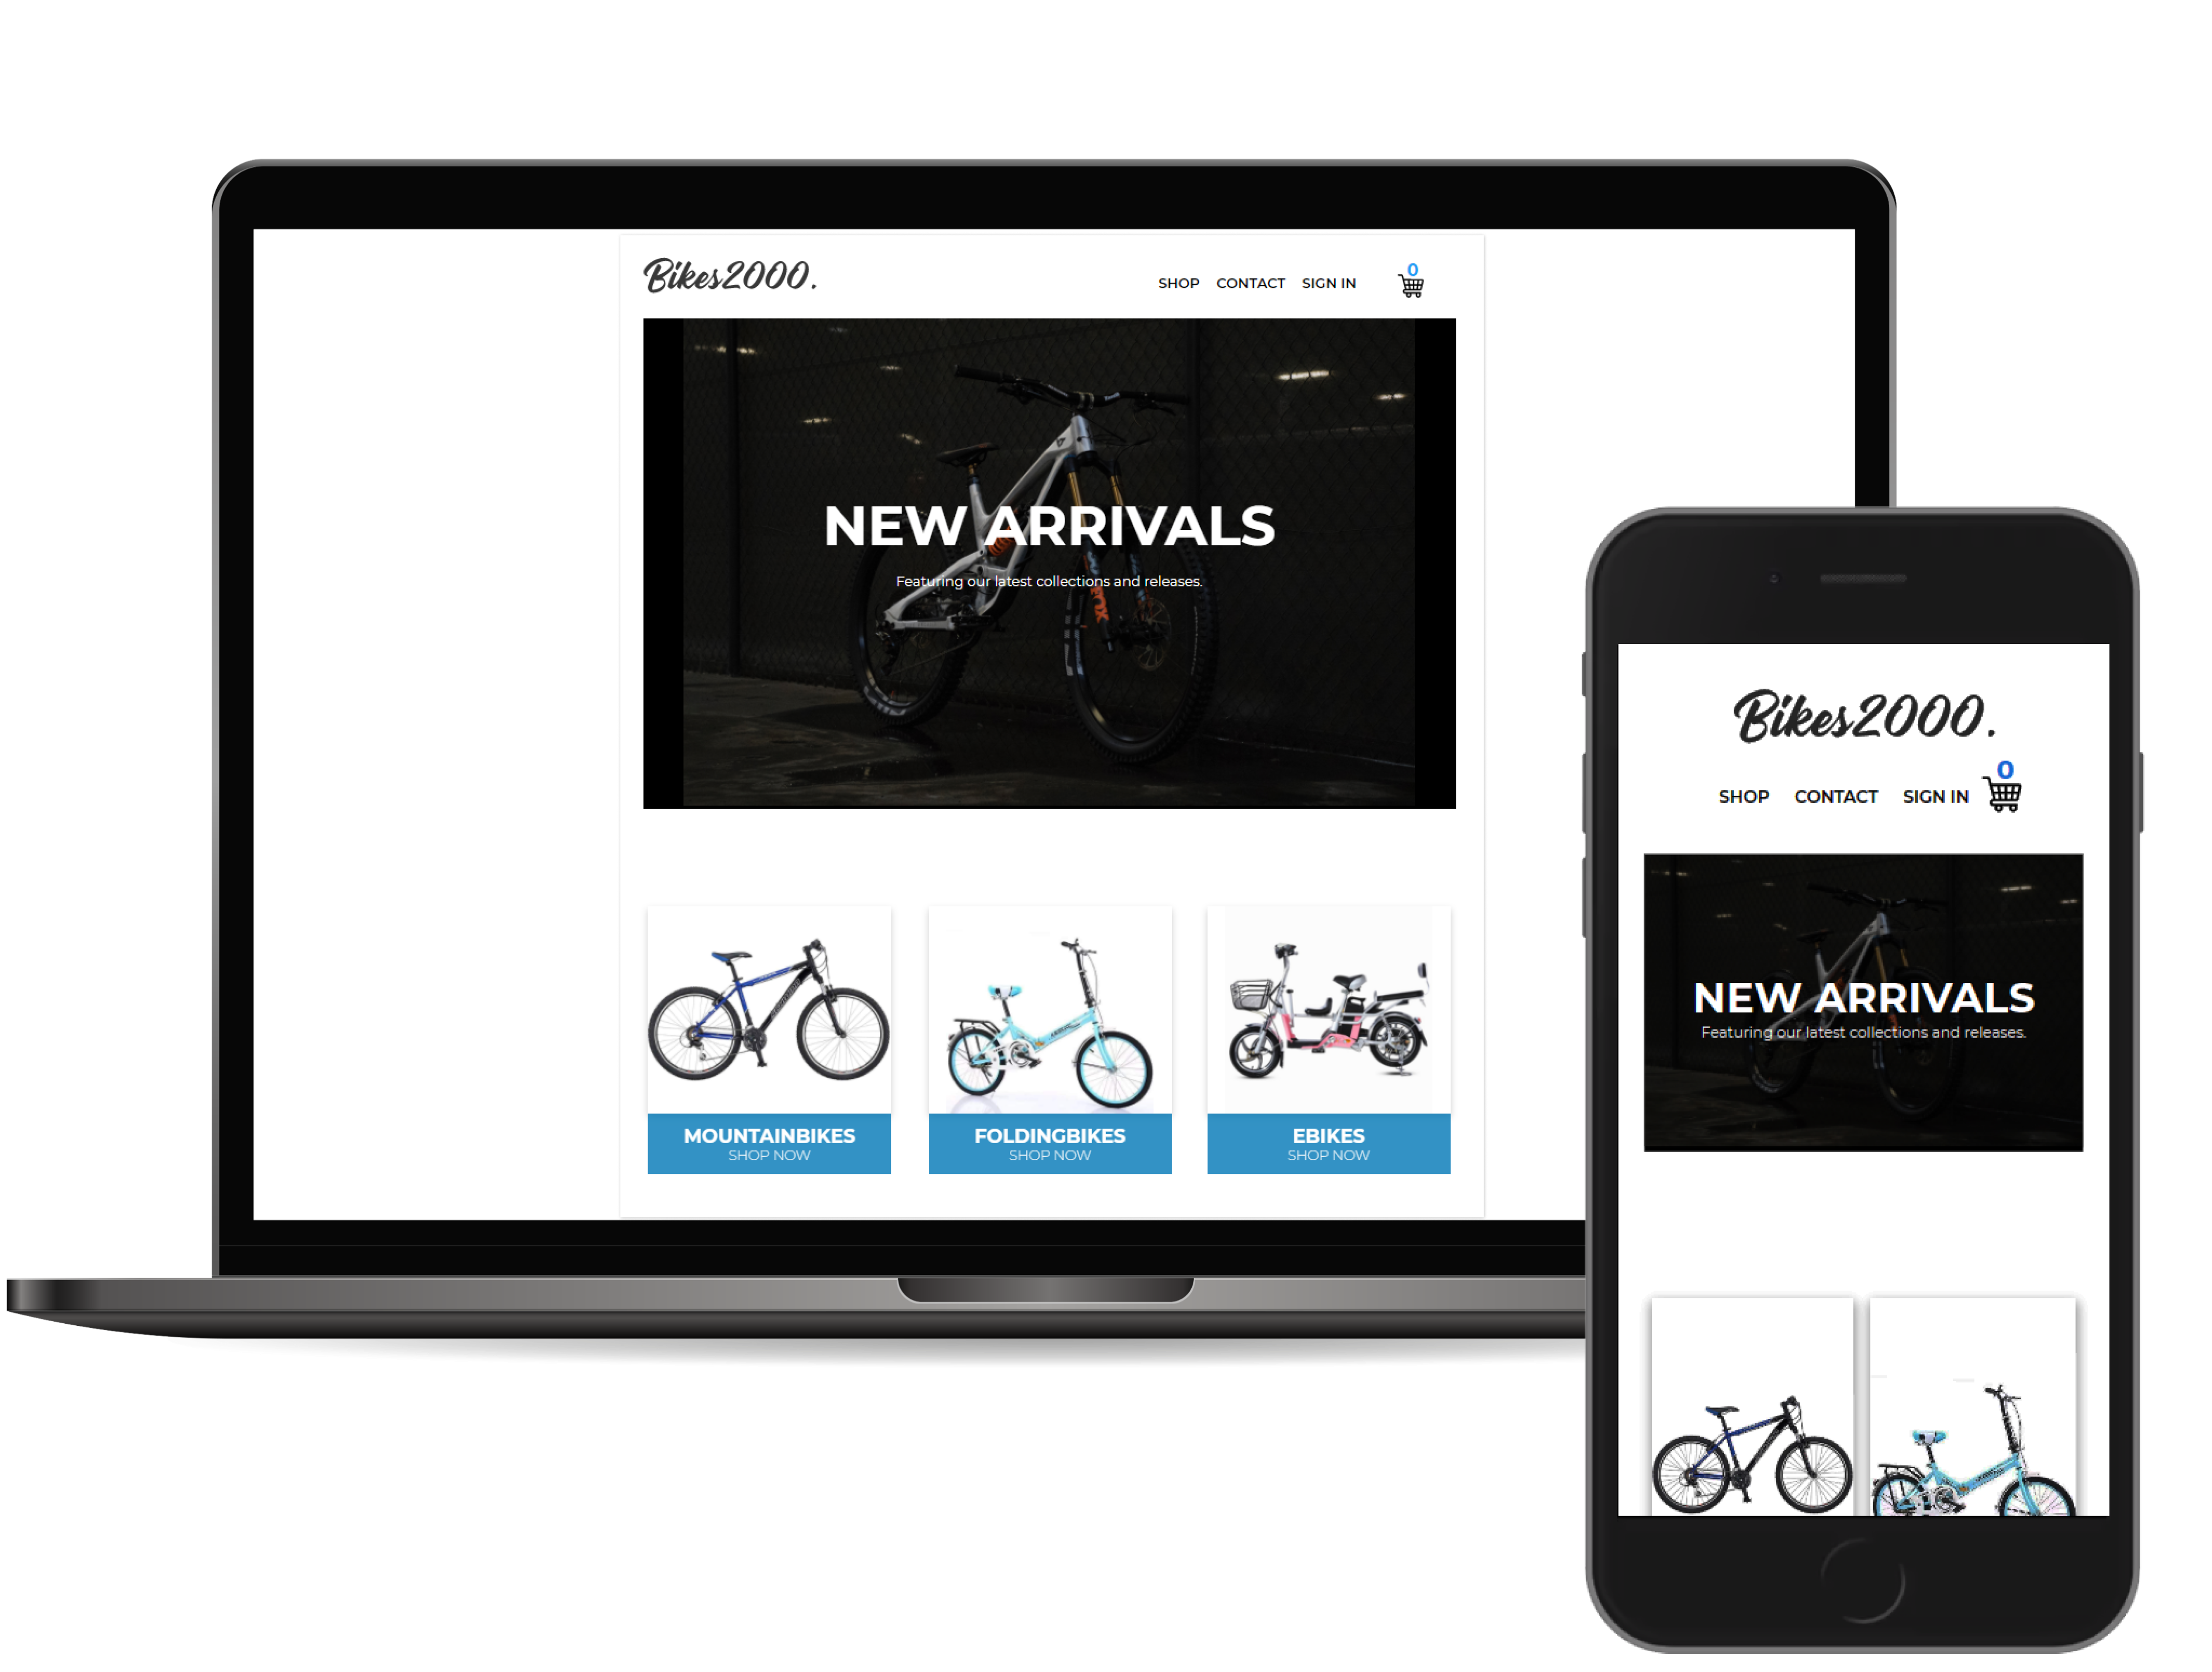 Bikes2000.
SHOP CONTACT SIGN IN 0
NEW ARRIVALS
Featuring our latest collections and releases.
MOUNTAINBIKES
SHOP NOW
FOLDINGBIKES
SHOP NOW
EBIKES
SHOP NOW
Bikes2000.
SHOP CONTACT SIGN IN 0
NEW ARRIVALS
Featuring our latest collections and releases.